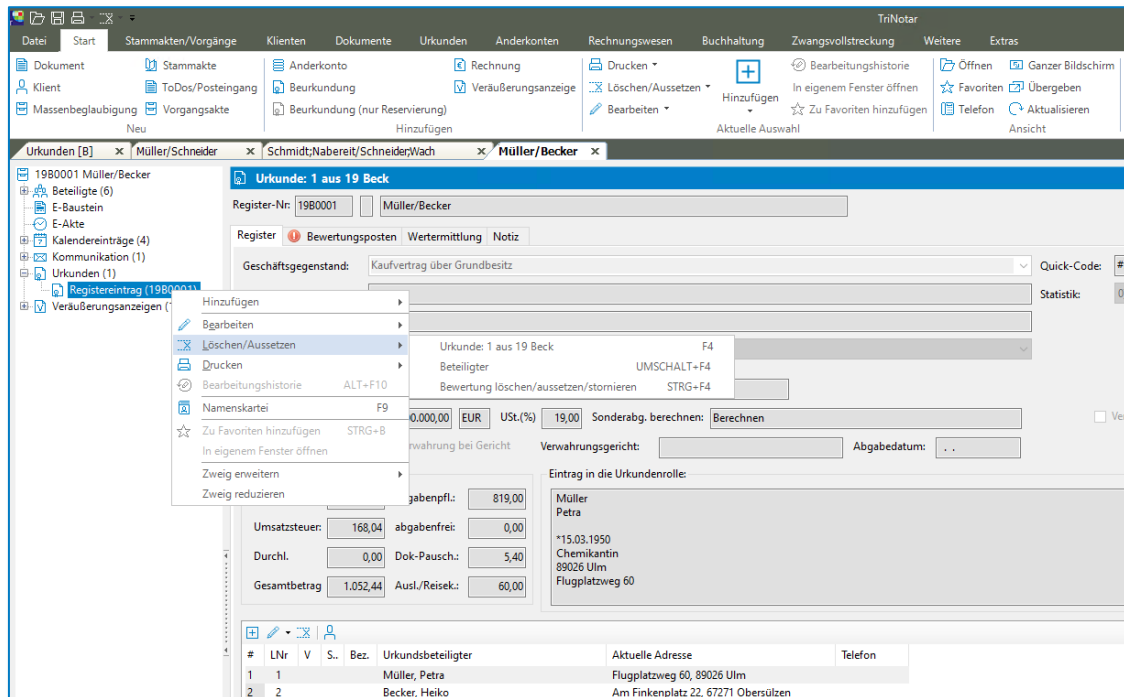 TriNotar
Datei Start Stammakten/Vorgänge Klienten Dokumente Urkunden Anderkonten Rechnungswesen Buchhaltung Zwangsvollstreckung Weitere Extras
Dokument Stammakte Anderkonto Rechnung Drucken Bearbeitungshistorie Öffnen Ganzer Bildschirm
Klient ToDos/Posteingang Beurkundung Veräußerungsanzeige Löschen/Aussetzen Hinzufügen In eigenem Fenster öffnen Favoriten Übergeben
Massenbeglaubigung Vorgangsakte Beurkundung (nur Reservierung) Bearbeiten Zu Favoriten hinzufügen Telefon Aktualisieren
Neu Hinzufügen Aktuelle Auswahl Ansicht
Urkunden [B] x Müller/Schneider x Schmidt;Nabereit/Schneider;Wach x Müller/Becker x
19B0001 Müller/Becker
Beteiligte (6)
E-Baustein
E-Akte
Kalendereinträge (4)
Kommunikation (1)
Urkunden (1)
Registereintrag (19B0001)
Veräußerungsanzeigen (
Urkunde: 1 aus 19 Beck
Register-Nr: 19B0001 Müller/Becker
Register Bewertungsposten Wertermittlung Notiz
Geschäftsgegenstand: Kaufvertrag über Grundbesitz Quick-Code: #
Statistik: 0
Hinzufügen
Bearbeiten
Löschen/Aussetzen
Drucken
Bearbeitungshistorie ALT+F10
Namenskartei F9
Zu Favoriten hinzufügen STRG+B
In eigenem Fenster öffnen
Zweig erweitern
Zweig reduzieren
Urkunde: 1 aus 19 Beck F4
Beteiligter UMSCHALT+F4
Bewertung löschen/aussetzen/stornieren STRG+F4
0.000,00 EUR USt.(%) 19,00 Sonderabg. berechnen: Berechnen Ve
rwahrung bei Gericht Verwahrungsgericht: Abgabedatum: . .
Eintrag in die Urkundenrolle:
gabenpfl.: 819,00
Umsatzsteuer: 168,04 abgabenfrei: 0,00
Durchl. 0,00 Dok-Pausch.: 5,40
Gesamtbetrag 1.052,44 Ausl./Reisek.: 60,00
Müller
Petra
*15.03.1950
Chemikantin
89026 Ulm
Flugplatzweg 60
# LNr V S.. Bez. Urkundsbeteiligter Aktuelle Adresse Telefon
1 1 Müller, Petra Flugplatzweg 60, 89026 Ulm
2 2 Becker, Heiko Am Finkenplatz 22, 67271 Obersülzen